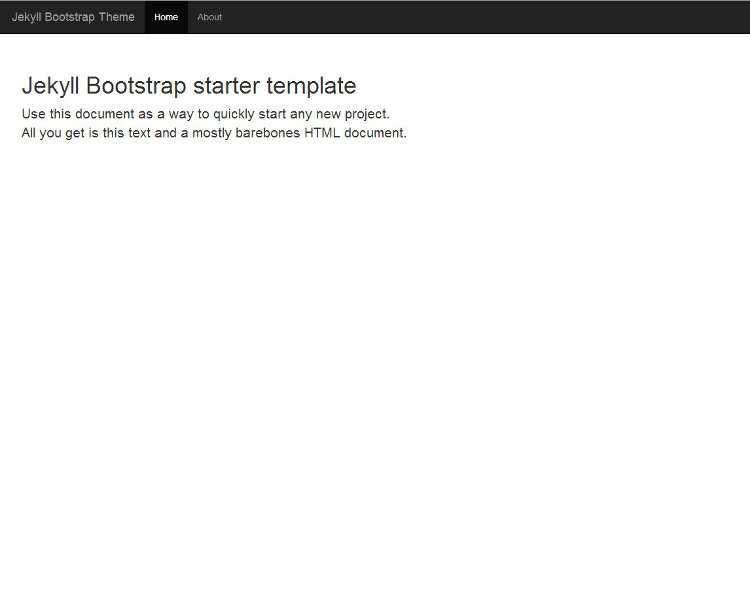 Jekyll Bootstrap Theme Home About
Jekyll Bootstrap starter template
Use this document as a way to quickly start any new project.
All you get is this text and a mostly barebones HTML document.